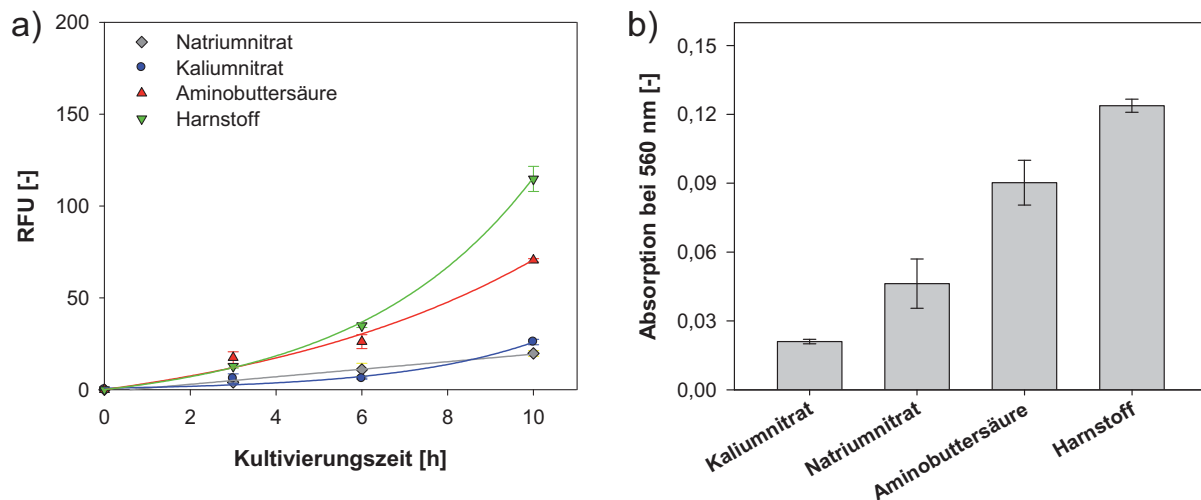 a)
200
150
100
50
0
RFU [-]
Natriumnitrat
Kaliumnitrat
Aminobuttersäure
Harnstoff
0 2 4 6 8 10
Kultivierungszeit [h]
b)
0,15
0,12
0,09
0,06
0,03
0,00
Absorption bei 560 nm [-]
Kaliumnitrat
Natriumnitrat
Aminobuttersäure
Harnstoff